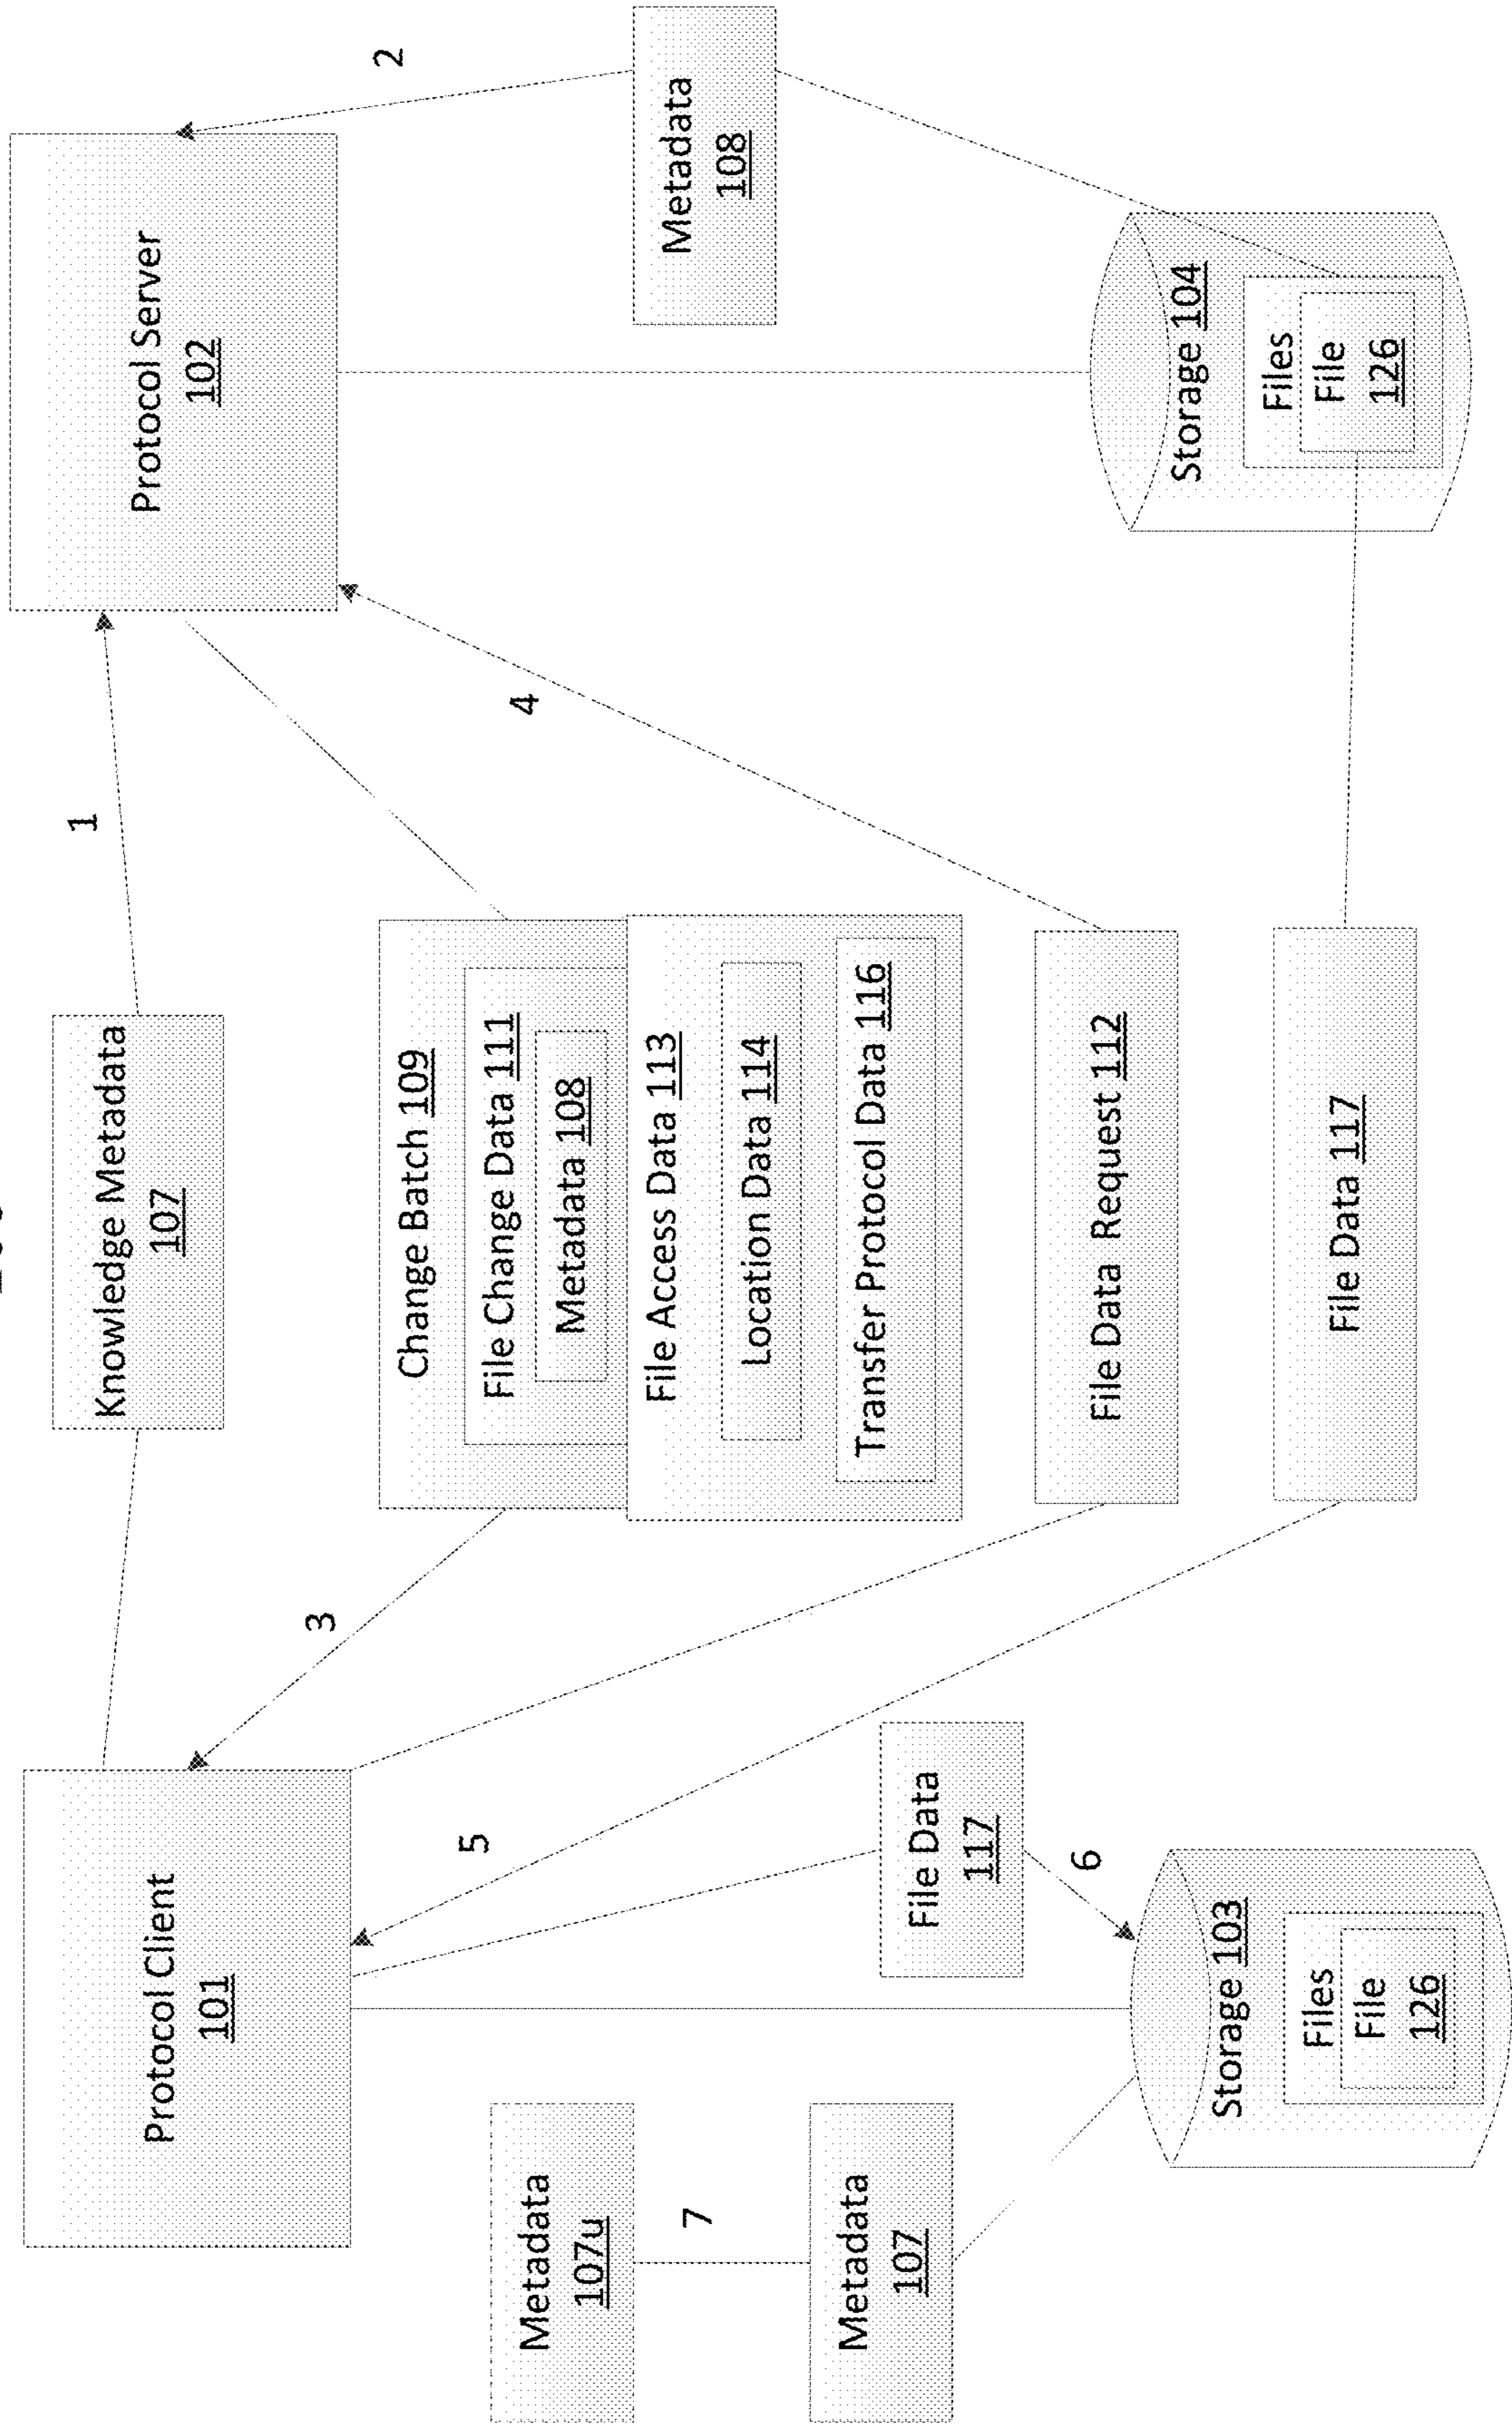 Protocol Client
101
Knowledge Metadata
107
1
Protocol Server
102
2
3
Change Batch 109
File Change Data 111
Metadata 108
File Access Data 113
Location Data 114
Transfer Protocol Data 116
4
Metadata
108
Metadata
107u
7
Metadata
107
5
File Data
117
6
File Data Request 112
File Data 117
Storage 103
Files
File
126
Storage 104
Files
File
126